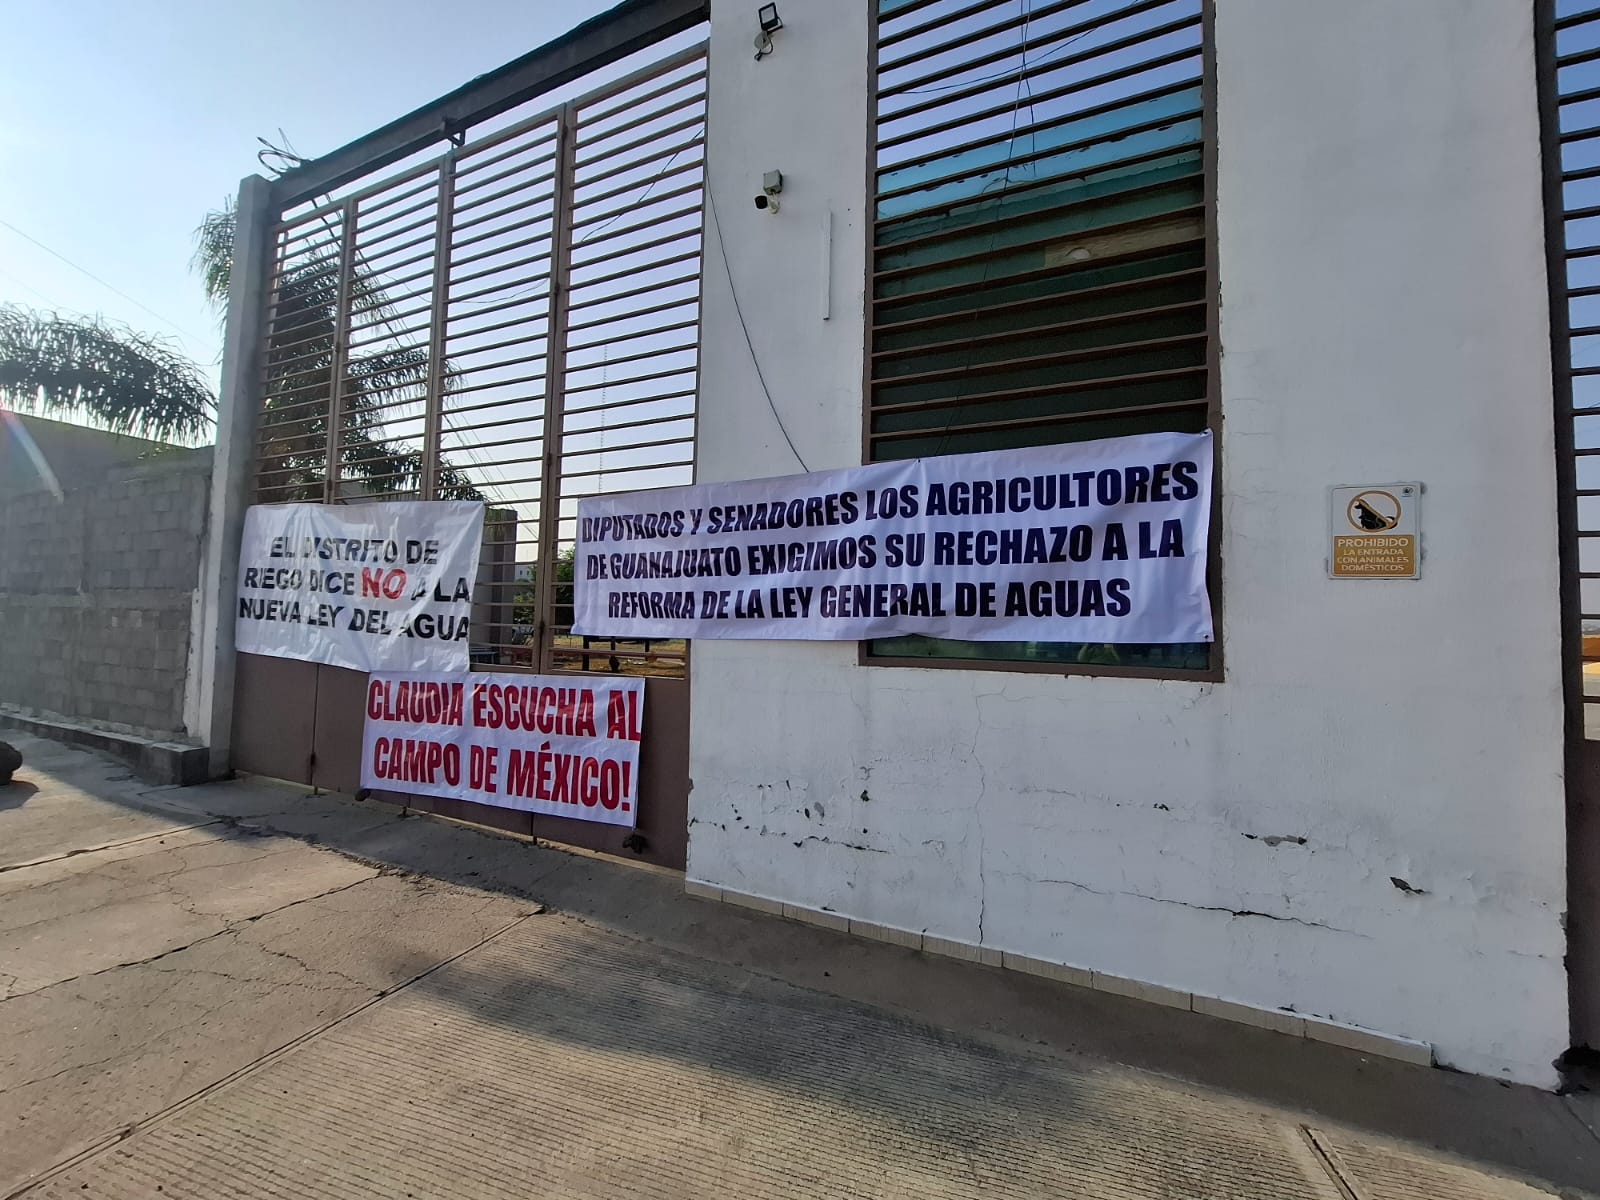 EL DISTRITO DE
RIEGO DICE NO A LA
NUEVA LEY DEL AGUA
DIPUTADOS Y SENADORES LOS AGRICULTORES
DE GUANAJUATO EXIGIMOS SU RECHAZO A LA
REFORMA DE LA LEY GENERAL DE AGUAS
CLAUDIA ESCUCHA AL
CAMPO DE MÉXICO!
PROHIBIDO
LA ENTRADA
CON ANIMALES
DOMÉSTICOS